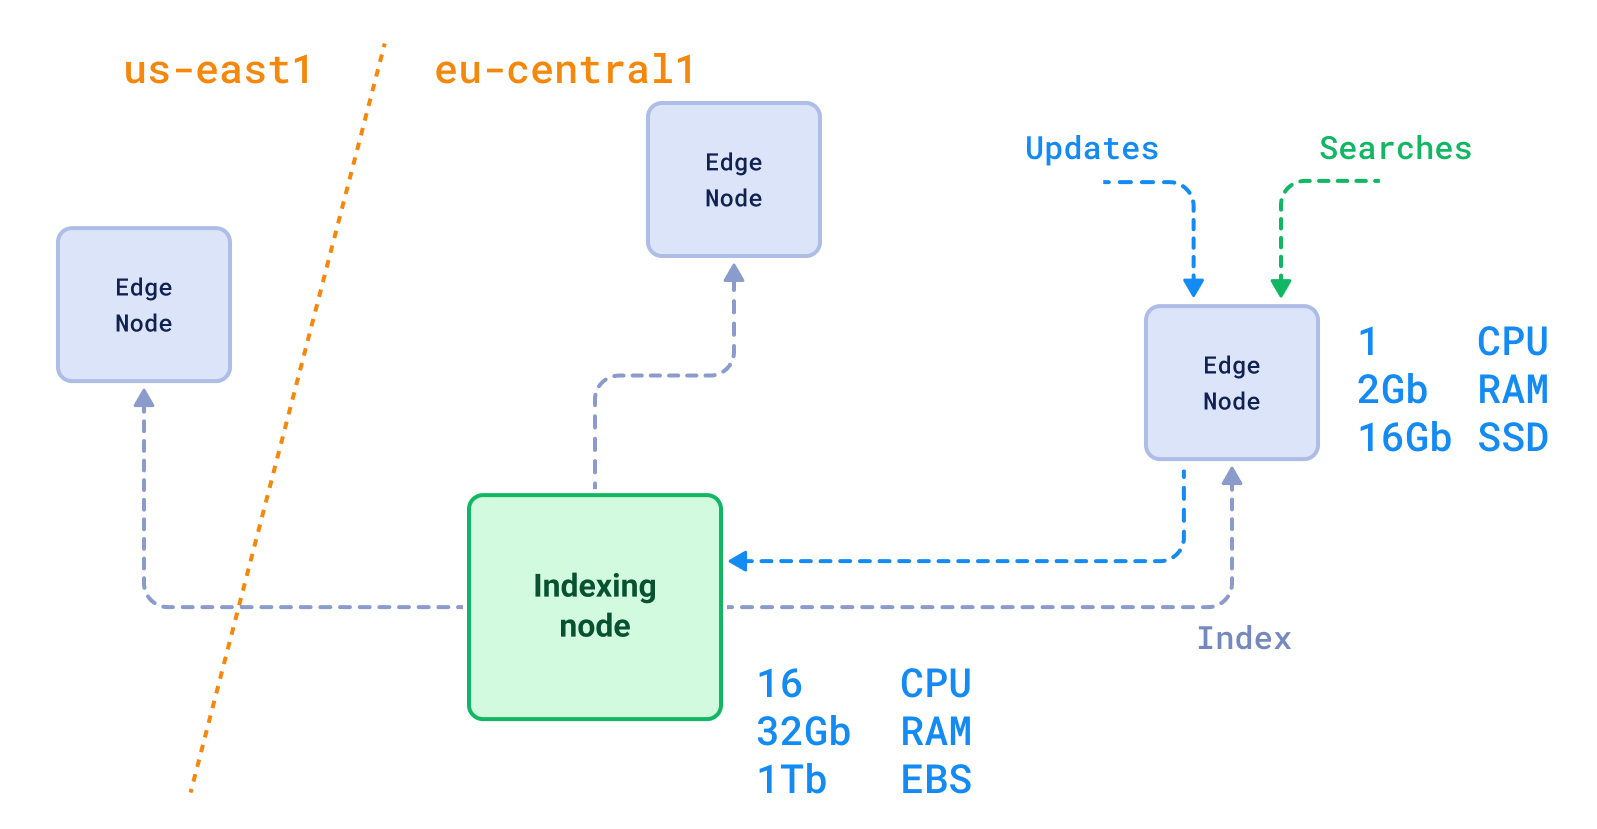 us-east1
eu-central1
Edge
Node
Updates
Searches
Edge
Node
Edge
Node
1 CPU
2Gb RAM
16Gb SSD
Indexing
node
Index
16 CPU
32Gb RAM
1Tb EBS